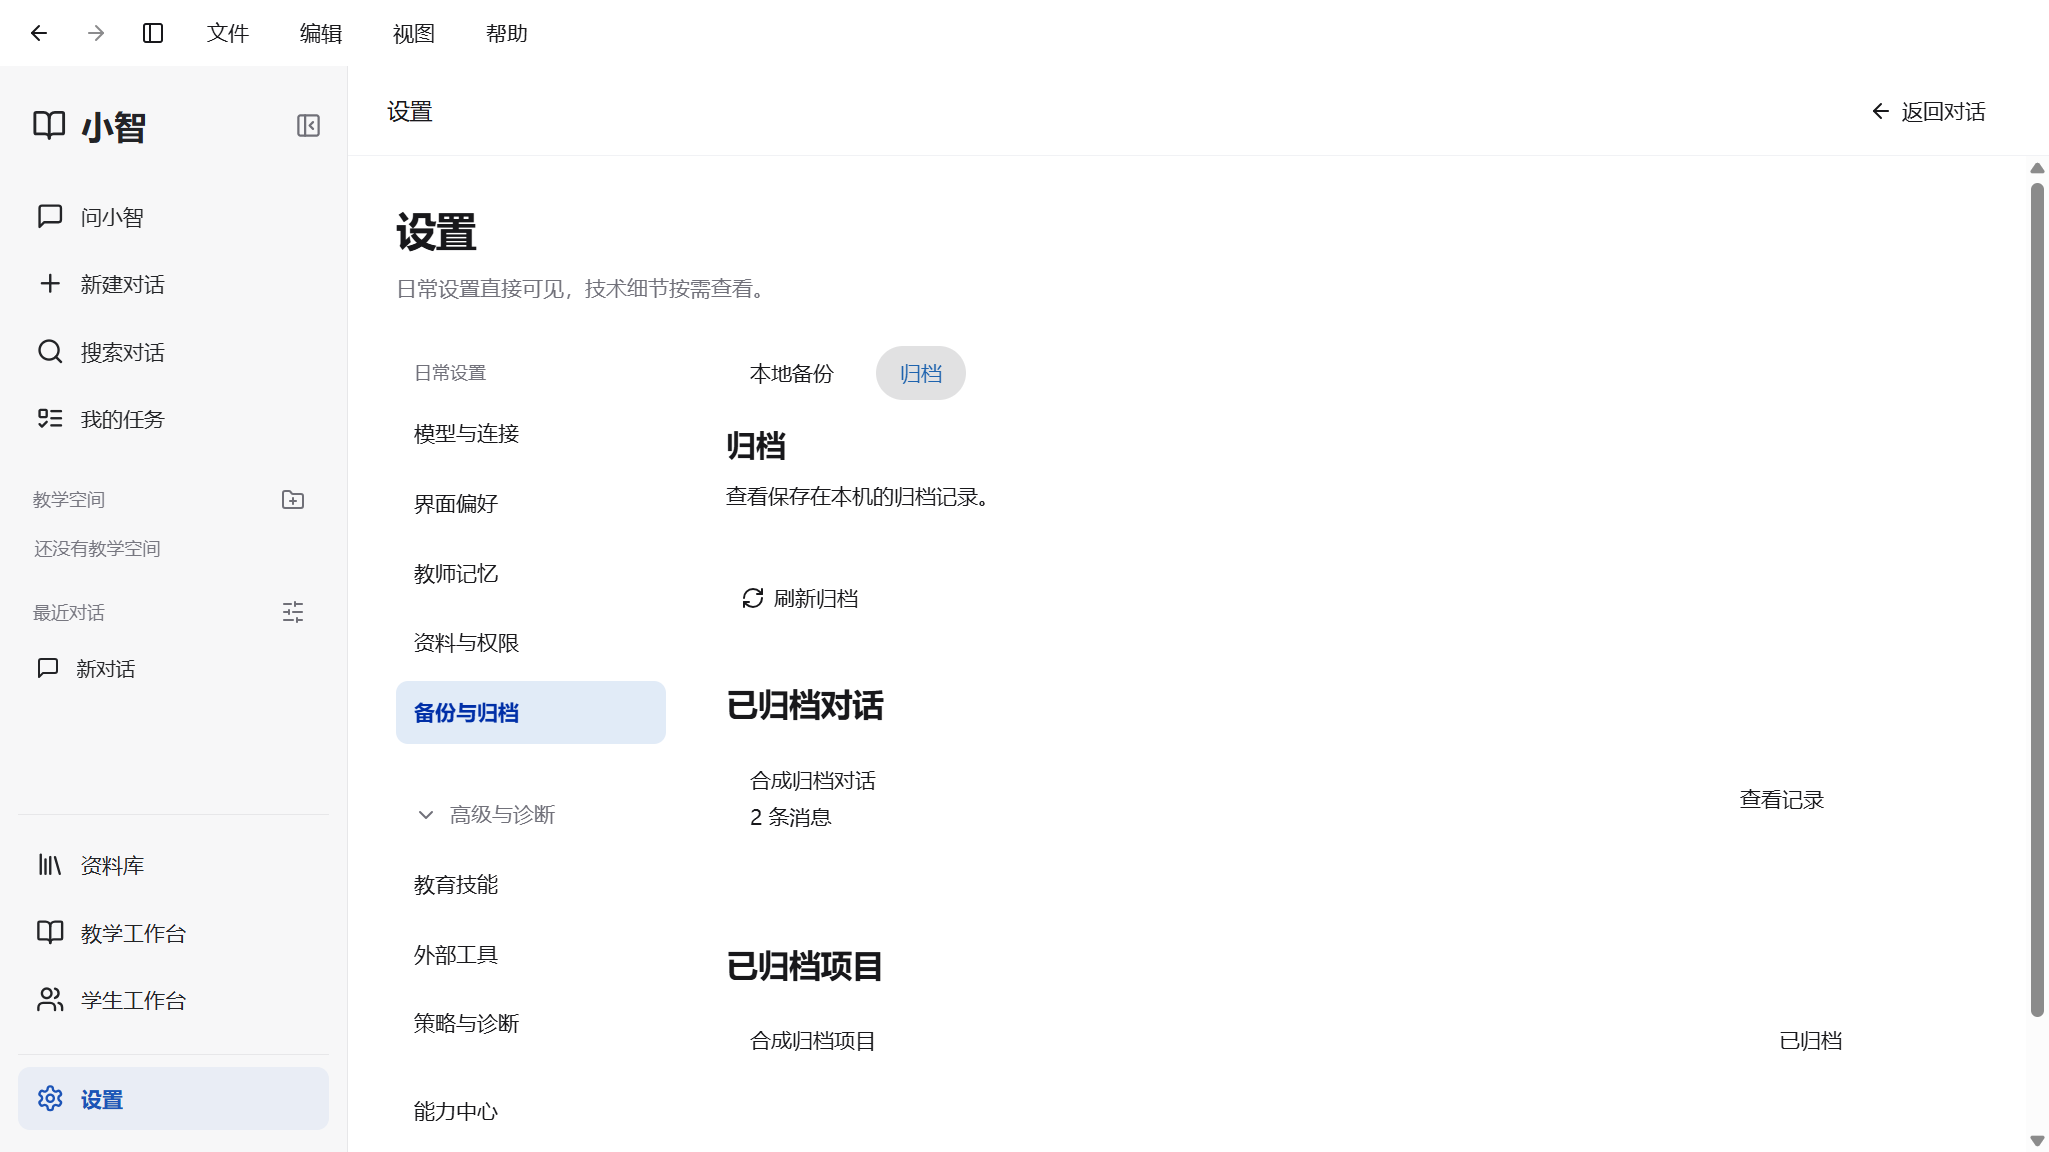 文件 编辑 视图 帮助
小智
问小智
新建对话
搜索对话
我的任务
教学空间
还没有教学空间
最近对话
新对话
资料库
教学工作台
学生工作台
设置
设置
返回对话
设置
日常设置直接可见，技术细节按需查看。
日常设置
模型与连接
界面偏好
教师记忆
资料与权限
备份与归档
高级与诊断
教育技能
外部工具
策略与诊断
能力中心
本地备份 归档
归档
查看保存在本机的归档记录。
刷新归档
已归档对话
合成归档对话
2 条消息
查看记录
已归档项目
合成归档项目
已归档